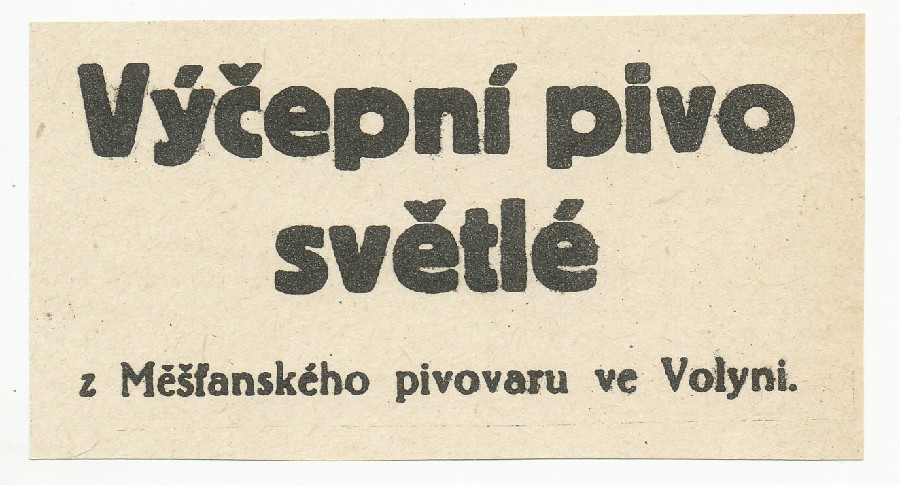 Výčepní pivo
světlé
z Měšťanského pivovaru ve Volyni.